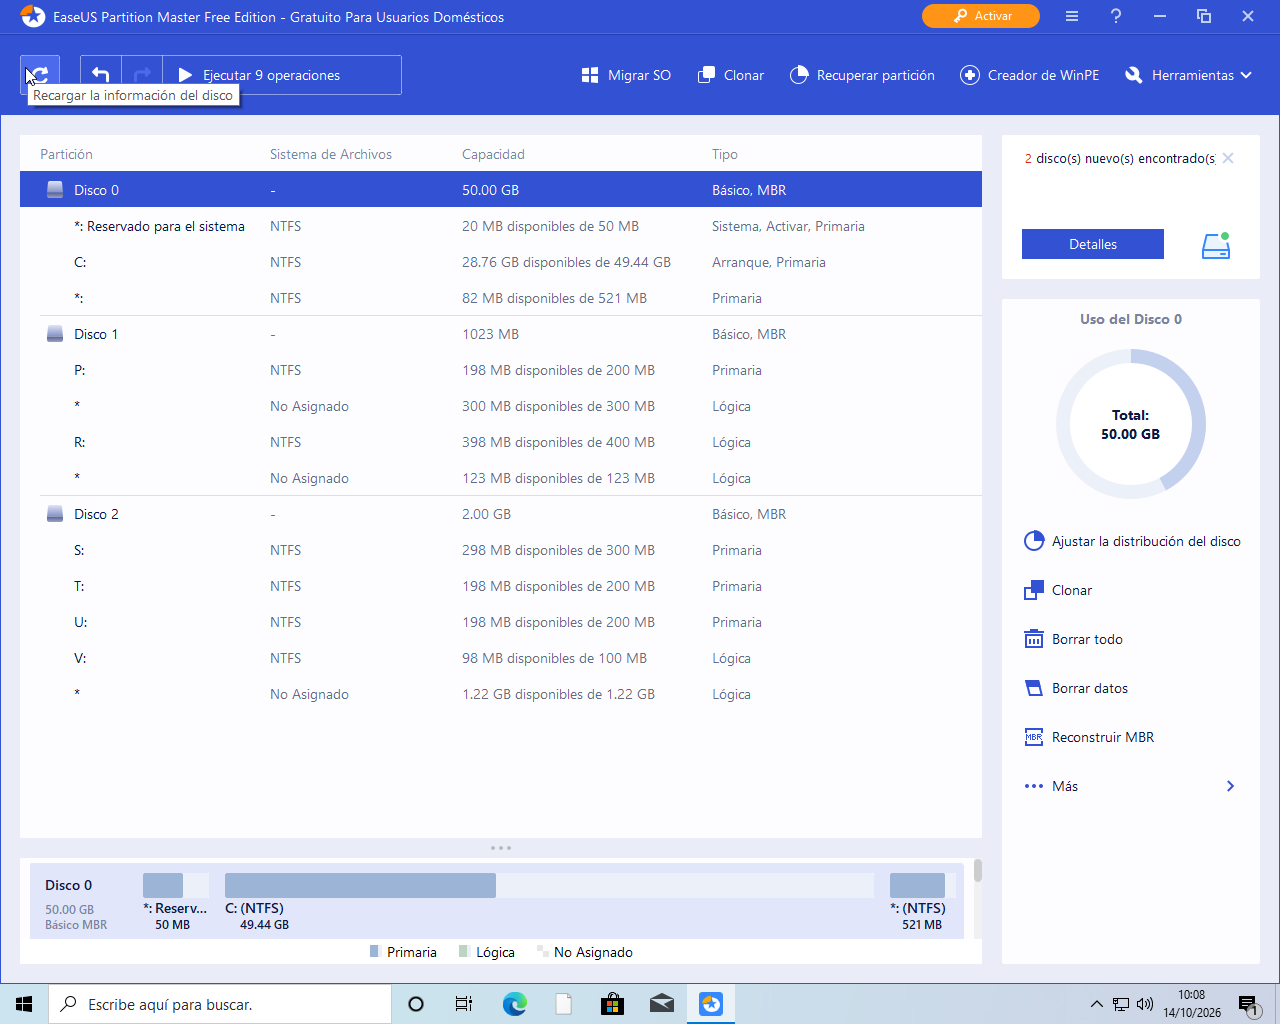 EaseUS Partition Master Free Edition - Gratuito Para Usuarios Domésticos
Activar
Ejecutar 9 operaciones
Migrar SO
Clonar
Recuperar partición
Creador de WinPE
Herramientas
Recargar la información del disco
Partición Sistema de Archivos Capacidad Tipo
Disco 0 - 50.00 GB Básico, MBR
*: Reservado para el sistema NTFS 20 MB disponibles de 50 MB Sistema, Activar, Primaria
C: NTFS 28.76 GB disponibles de 49.44 GB Arranque, Primaria
*: NTFS 82 MB disponibles de 521 MB Primaria
Disco 1 - 1023 MB Básico, MBR
P: NTFS 198 MB disponibles de 200 MB Primaria
* No Asignado 300 MB disponibles de 300 MB Lógica
R: NTFS 398 MB disponibles de 400 MB Lógica
* No Asignado 123 MB disponibles de 123 MB Lógica
Disco 2 - 2.00 GB Básico, MBR
S: NTFS 298 MB disponibles de 300 MB Primaria
T: NTFS 198 MB disponibles de 200 MB Primaria
U: NTFS 198 MB disponibles de 200 MB Primaria
V: NTFS 98 MB disponibles de 100 MB Lógica
* No Asignado 1.22 GB disponibles de 1.22 GB Lógica
2 disco(s) nuevo(s) encontrado(s
Detalles
Uso del Disco 0
Total:
50.00 GB
Ajustar la distribución del disco
Clonar
Borrar todo
Borrar datos
MBR Reconstruir MBR
Más
Disco 0
50.00 GB
Básico MBR
*: Reserv...
50 MB
C: (NTFS)
49.44 GB
*: (NTFS)
521 MB
Primaria Lógica No Asignado
Escribe aquí para buscar.
10:08
14/10/2026
1